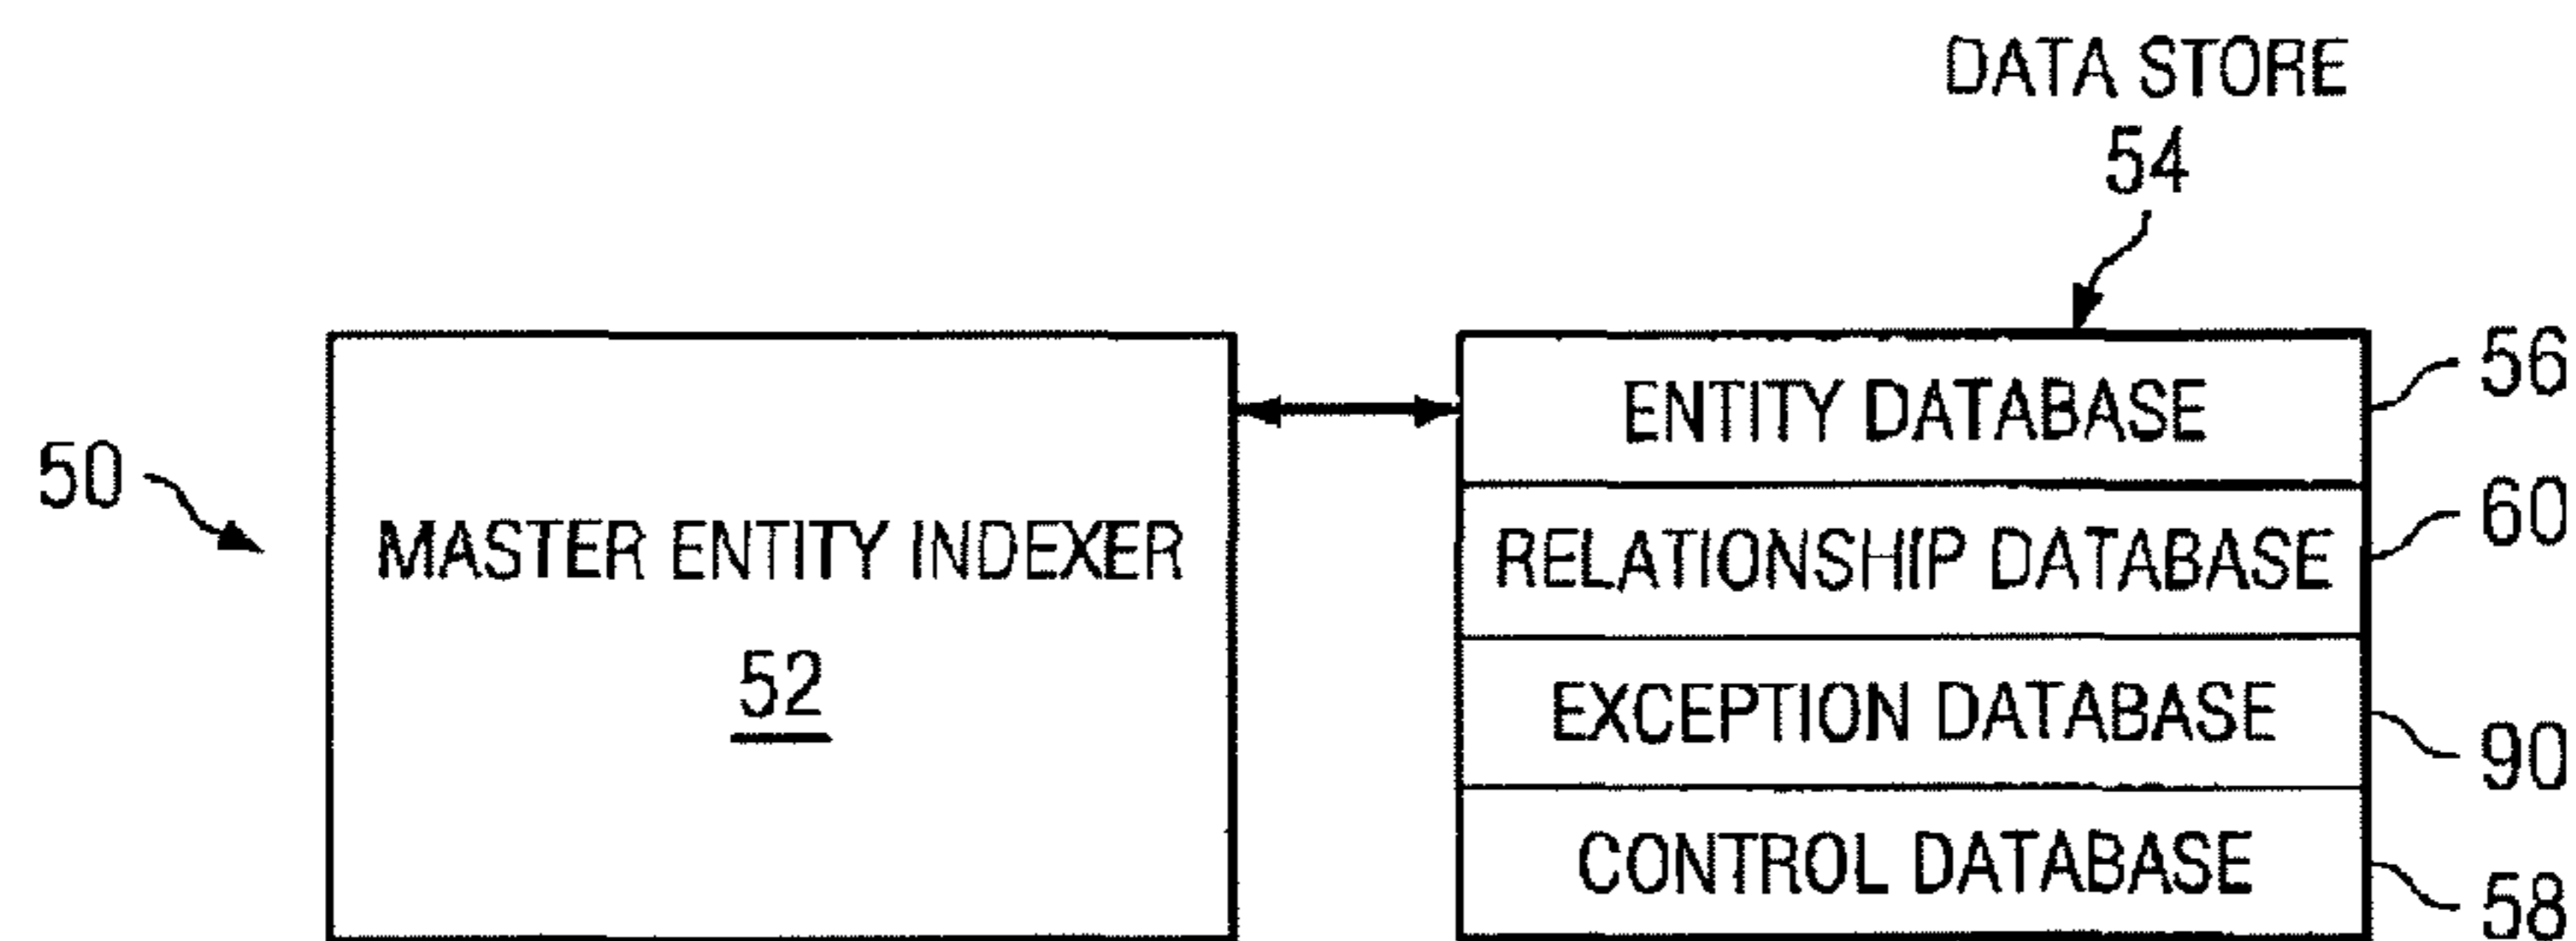 DATA STORE
54
50
MASTER ENTITY INDEXER
52
ENTITY DATABASE
56
RELATIONSHIP DATABASE
60
EXCEPTION DATABASE
90
CONTROL DATABASE
58